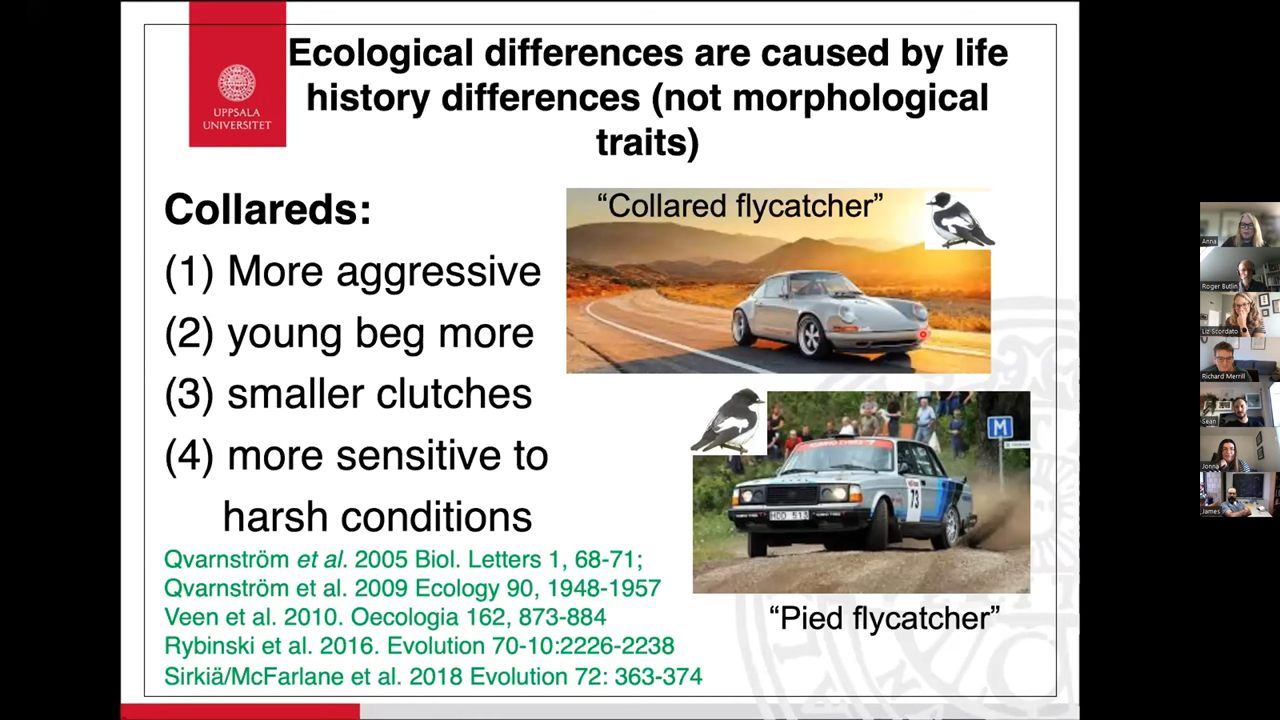 Ecological differences are caused by life
history differences (not morphological
traits)
UPPSALA
UNIVERSITET
Collareds:
(1) More aggressive
(2) young beg more
(3) smaller clutches
(4) more sensitive to
harsh conditions
Qvarnström et al. 2005 Biol. Letters 1, 68-71;
Qvarnström et al. 2009 Ecology 90, 1948-1957
Veen et al. 2010. Oecologia 162, 873-884
Rybinski et al. 2016. Evolution 70-10:2226-2238
Sirkiä/McFarlane et al. 2018 Evolution 72: 363-374
“Collared flycatcher”
M
73
“Pied flycatcher”
Anna
Roger Butlin
Liz Scordato
Richard Merrill
Sean
Jonna
James